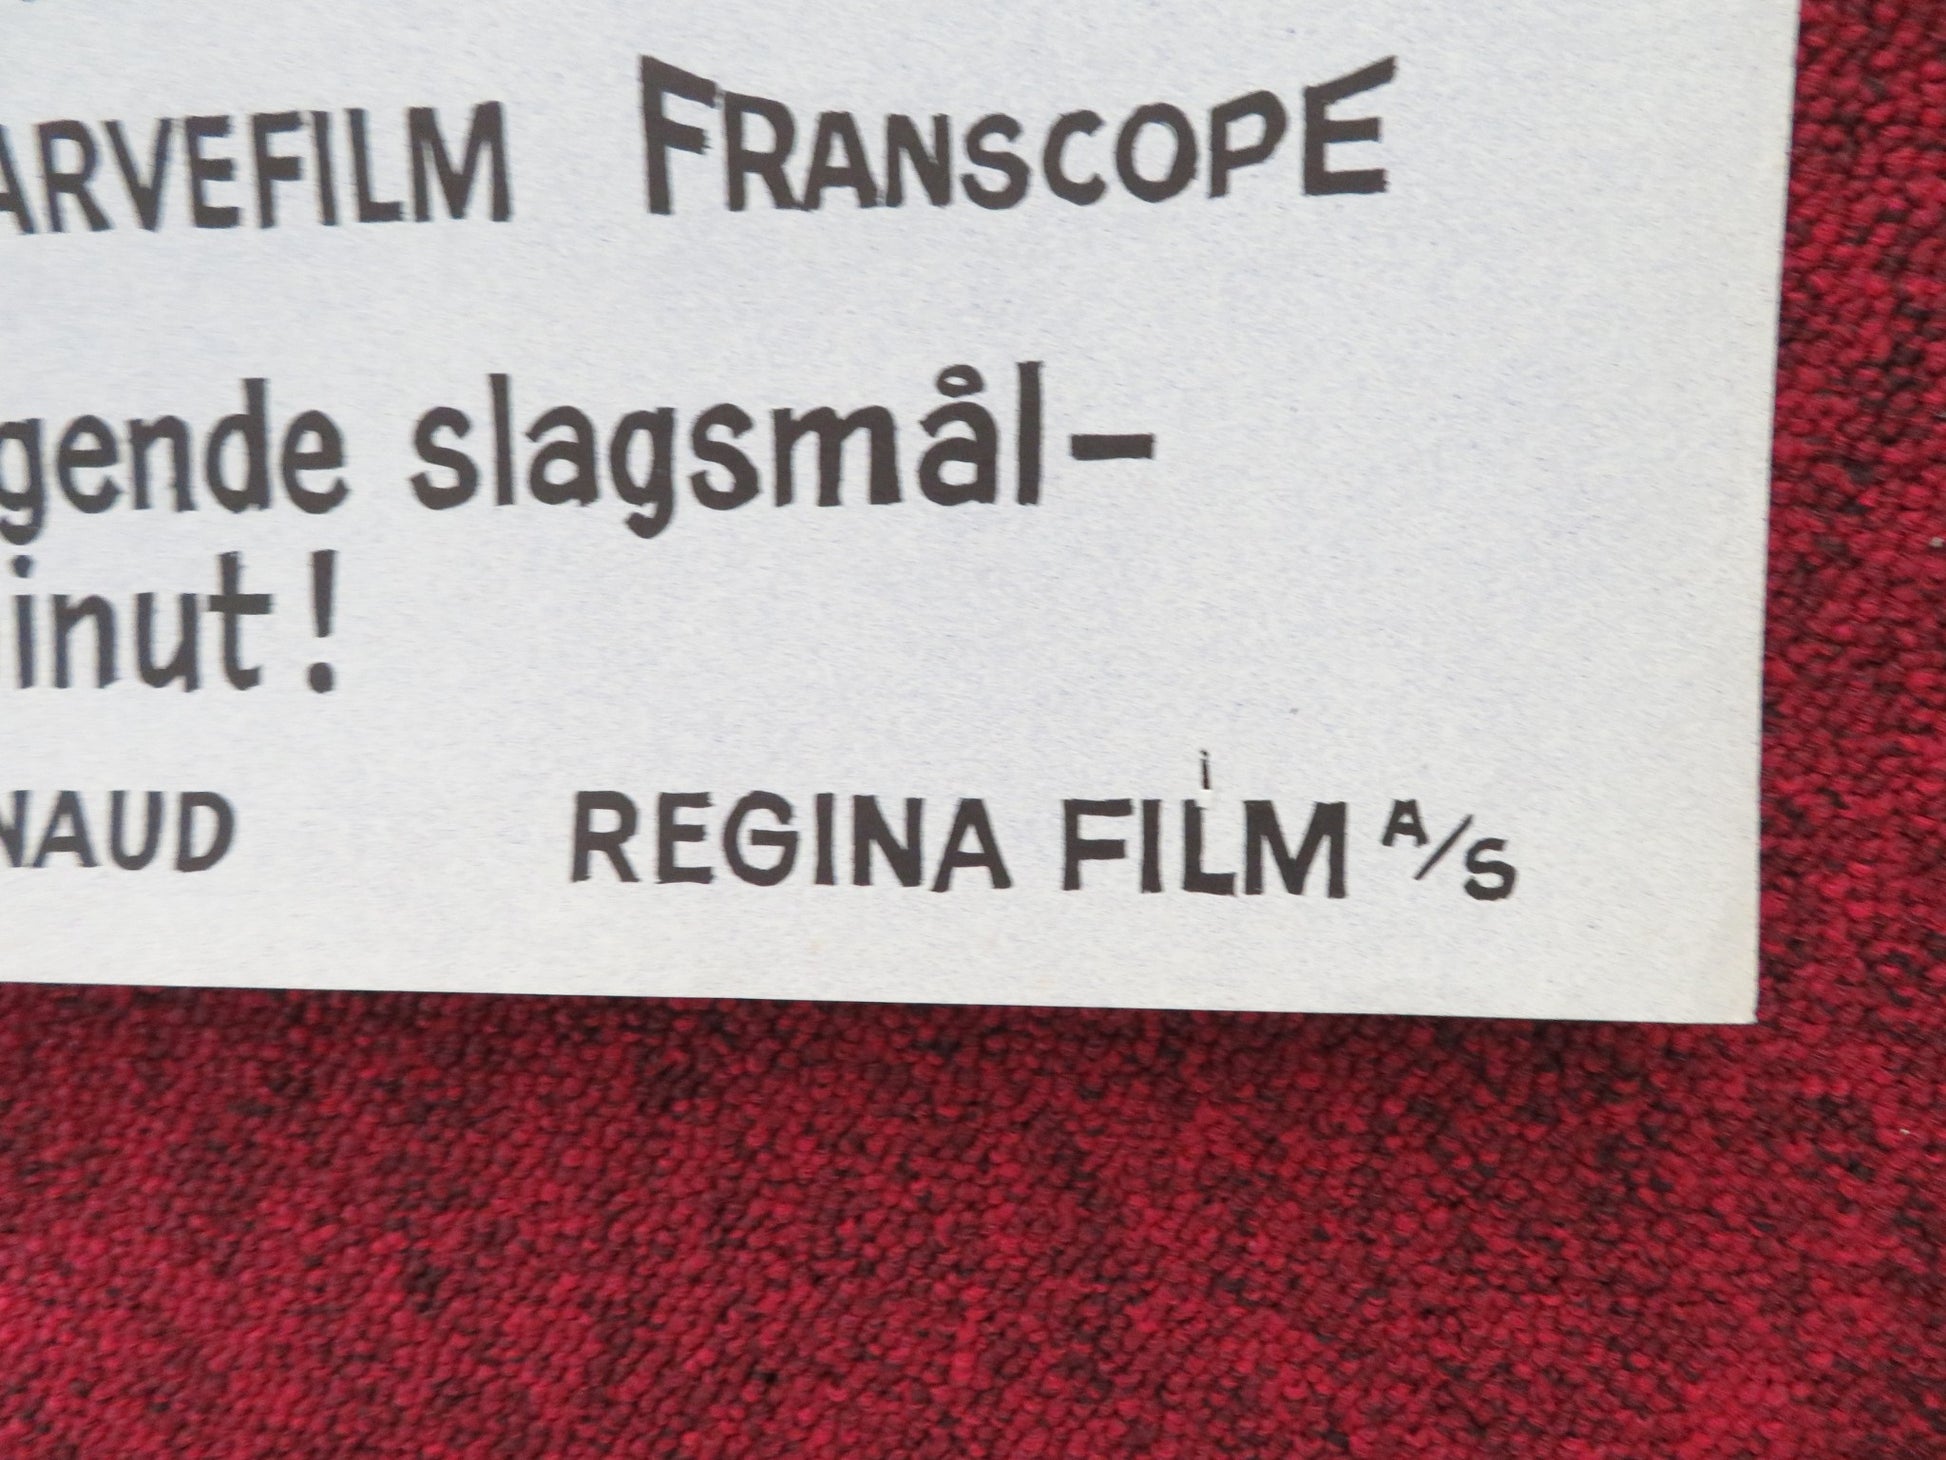 ARVEFILM FRANSCOPE
gende slagsmål-
inut!
NAUD REGINA FILM A/S